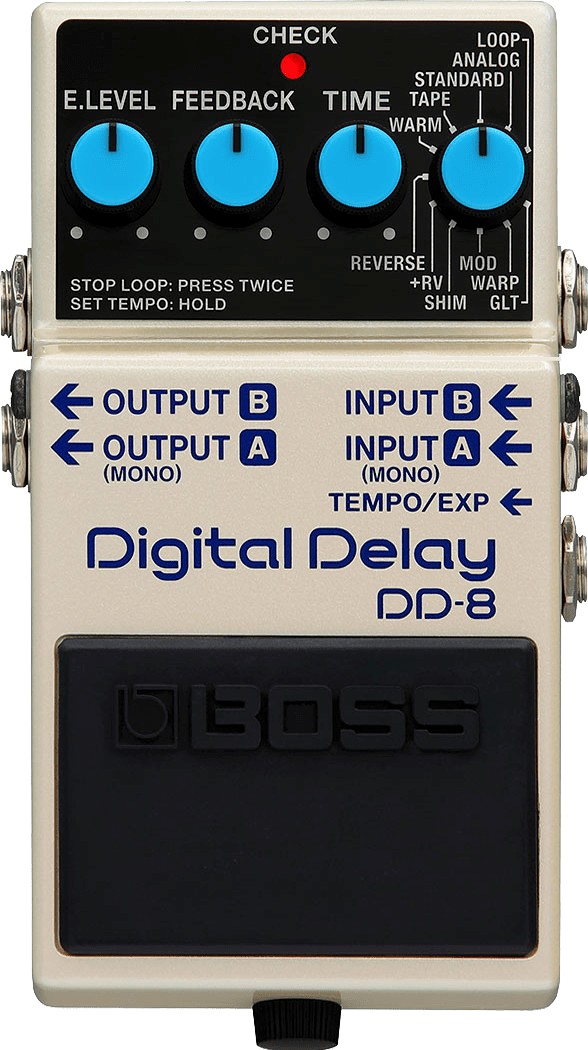 CHECK
E.LEVEL
FEEDBACK
TIME
LOOP
ANALOG
STANDARD
TAPE
WARM
REVERSE
+RV
SHIM
MOD
WARP
GLT
STOP LOOP: PRESS TWICE
SET TEMPO: HOLD
OUTPUT B
OUTPUT A
(MONO)
INPUT B
INPUT A
(MONO)
TEMPO/EXP
Digital Delay
DD-8
BOSS